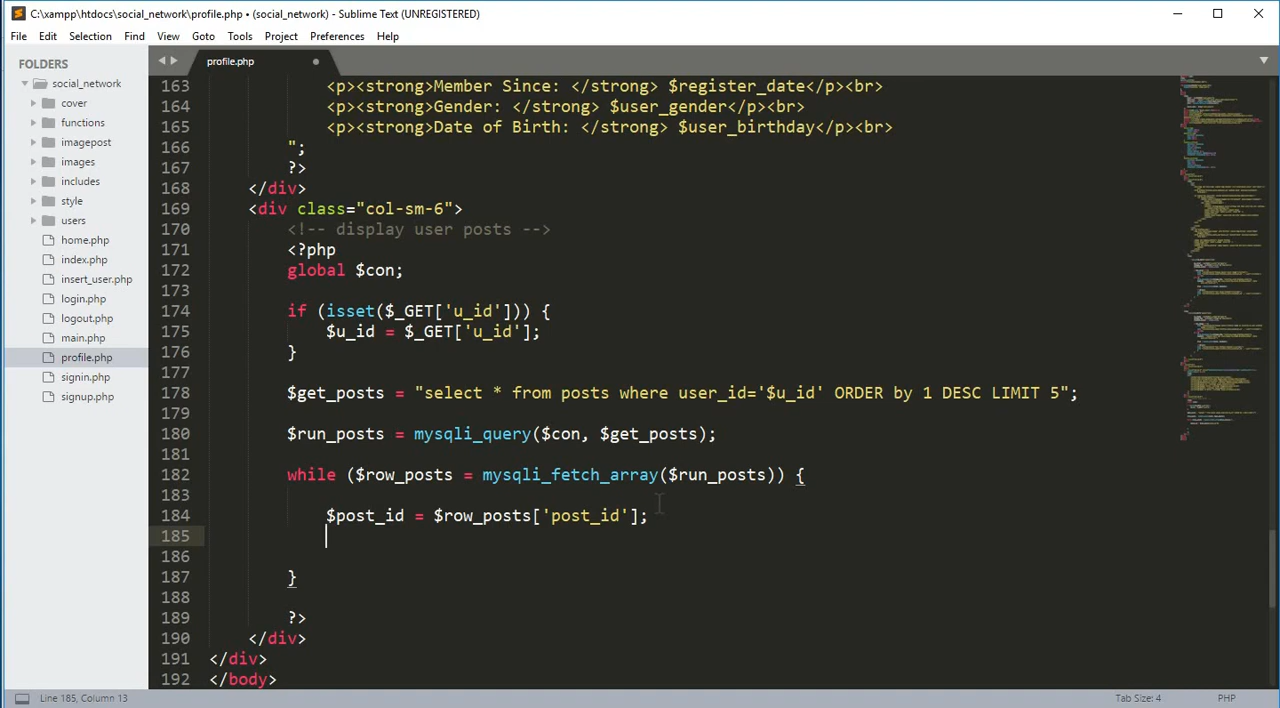 C:\xampp\htdocs\social_network\profile.php • (social_network) - Sublime Text (UNREGISTERED)
File Edit Selection Find View Goto Tools Project Preferences Help
FOLDERS
social_network
cover
functions
imagepost
images
includes
style
users
home.php
index.php
insert_user.php
login.php
logout.php
main.php
profile.php
signin.php
signup.php
profile.php
163 <p><strong>Member Since: </strong> $register_date</p><br>
164 <p><strong>Gender: </strong> $user_gender</p><br>
165 <p><strong>Date of Birth: </strong> $user_birthday</p><br>
166 ";
167 ?>
168 </div>
169 <div class="col-sm-6">
170 <!-- display user posts -->
171 <?php
172 global $con;
173
174 if (isset($_GET['u_id'])) {
175 $u_id = $_GET['u_id'];
176 }
177
178 $get_posts = "select * from posts where user_id='$u_id' ORDER by 1 DESC LIMIT 5";
179
180 $run_posts = mysqli_query($con, $get_posts);
181
182 while ($row_posts = mysqli_fetch_array($run_posts)) {
183
184 $post_id = $row_posts['post_id'];
185
186
187 }
188
189 ?>
190 </div>
191 </div>
192 </body>
Line 185, Column 13 Tab Size: 4 PHP